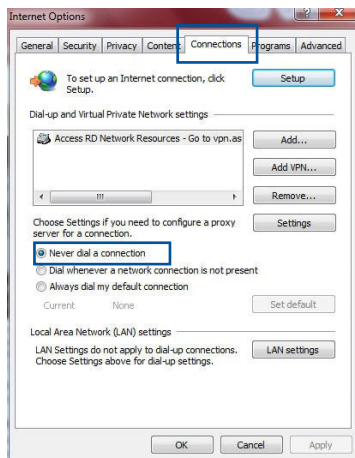 Internet Options
General Security Privacy Content Connections Programs Advanced
To set up an Internet connection, click
Setup.
Setup
Dial-up and Virtual Private Network settings
Access RD Network Resources - Go to vpn.as
Add...
Add VPN...
Remove...
Choose Settings if you need to configure a proxy
server for a connection.
Settings
Never dial a connection
Dial whenever a network connection is not present
Always dial my default connection
Current None
Set default
Local Area Network (LAN) settings
LAN Settings do not apply to dial-up connections.
Choose Settings above for dial-up settings.
LAN settings
OK Cancel Apply